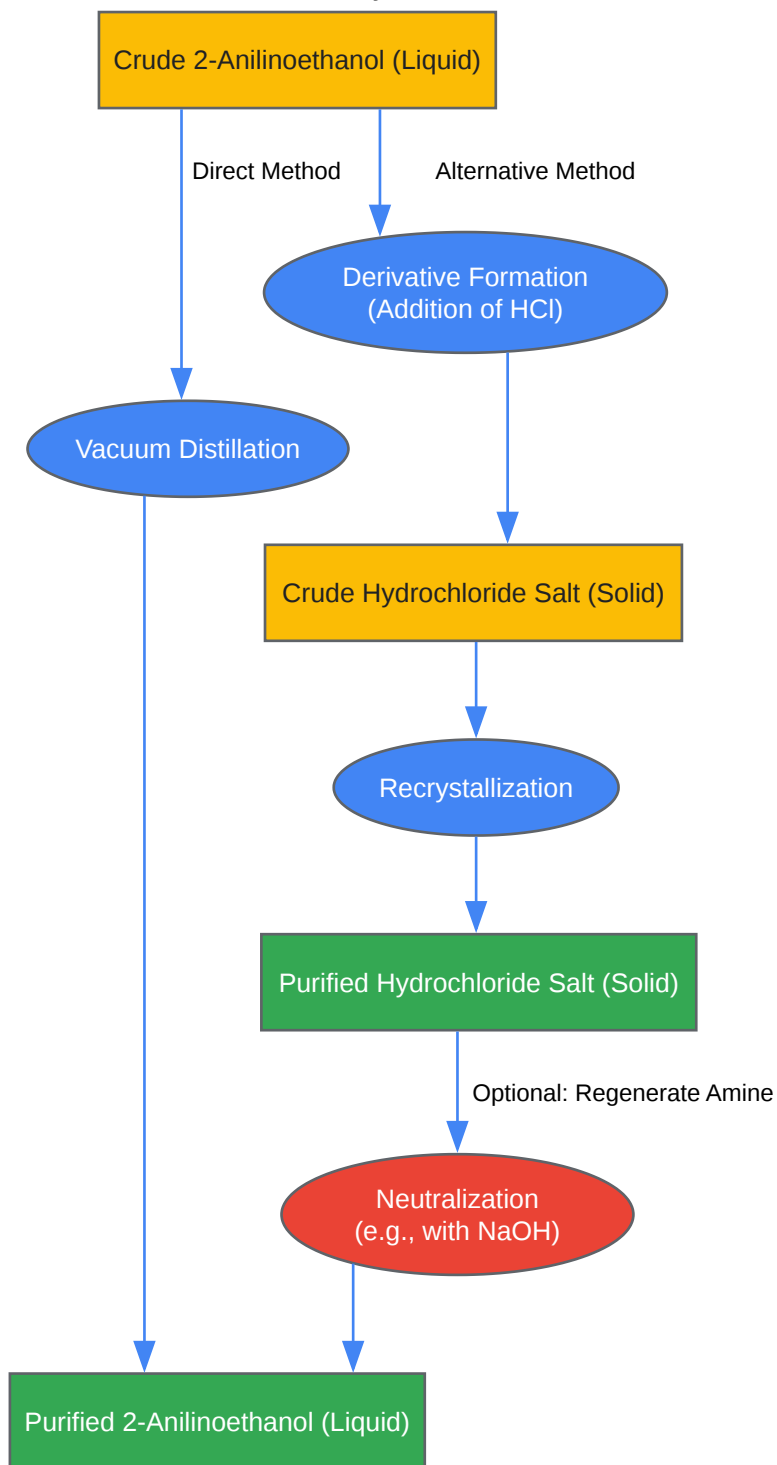 Crude 2-Anilinoethanol (Liquid)
Direct Method
Alternative Method
Derivative Formation
(Addition of HCl)
Vacuum Distillation
Crude Hydrochloride Salt (Solid)
Recrystallization
Purified Hydrochloride Salt (Solid)
Optional: Regenerate Amine
Neutralization
(e.g., with NaOH)
Purified 2-Anilinoethanol (Liquid)